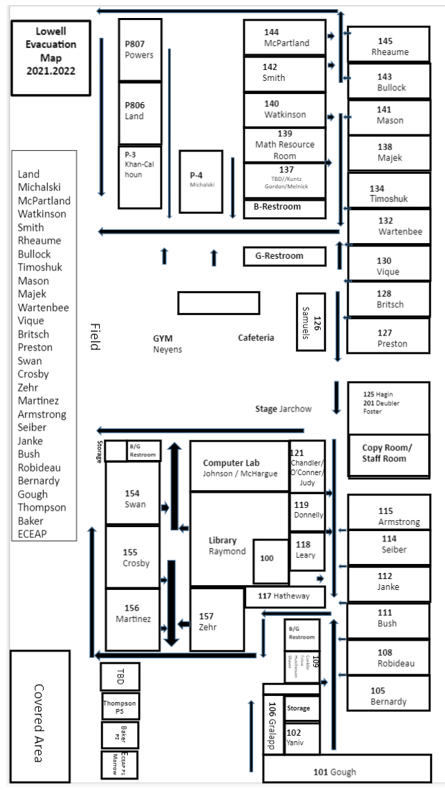 Lowell
Evacuation
Map
2021.2022
P807
Powers
P806
Land
P-3
Khan-Cal
houn
P-4
Michalski
144
McPartland
142
Smith
140
Watkinson
139
Math Resource
Room
137
TBD//Kuntz
Gordon/Melnick
B-Restroom
145
Rheaume
143
Bullock
141
Mason
138
Majek
134
Timoshuk
132
Wartenbee
130
Vique
128
Britsch
127
Preston
G-Restroom
126
Samuels
GYM
Neyens
Cafeteria
Field
Land
Michalski
McPartland
Watkinson
Smith
Rheaume
Bullock
Timoshuk
Mason
Majek
Wartenbee
Vique
Britsch
Preston
Swan
Crosby
Zehr
Martinez
Armstrong
Seiber
Janke
Bush
Robideau
Bernardy
Gough
Thompson
Baker
ECEAP
Stage Jarchow
125 Hagin
201 Deubler
Foster
Copy Room/
Staff Room
Storage
B/G
Restroom
154
Swan
155
Crosby
156
Martinez
Computer Lab
Johnson / McHargue
Library
Raymond
100
121
Chandler/
O'Conner/
Judy
119
Donnelly
118
Leary
117 Hatheway
157
Zehr
115
Armstrong
114
Seiber
112
Janke
111
Bush
108
Robideau
105
Bernardy
B/G
Restroom
109
106 Gralapp
Storage
102
Yaniv
101 Gough
TBD
Thompson
P5
Baker
P2
ECEAP P1
Marrow
Covered Area